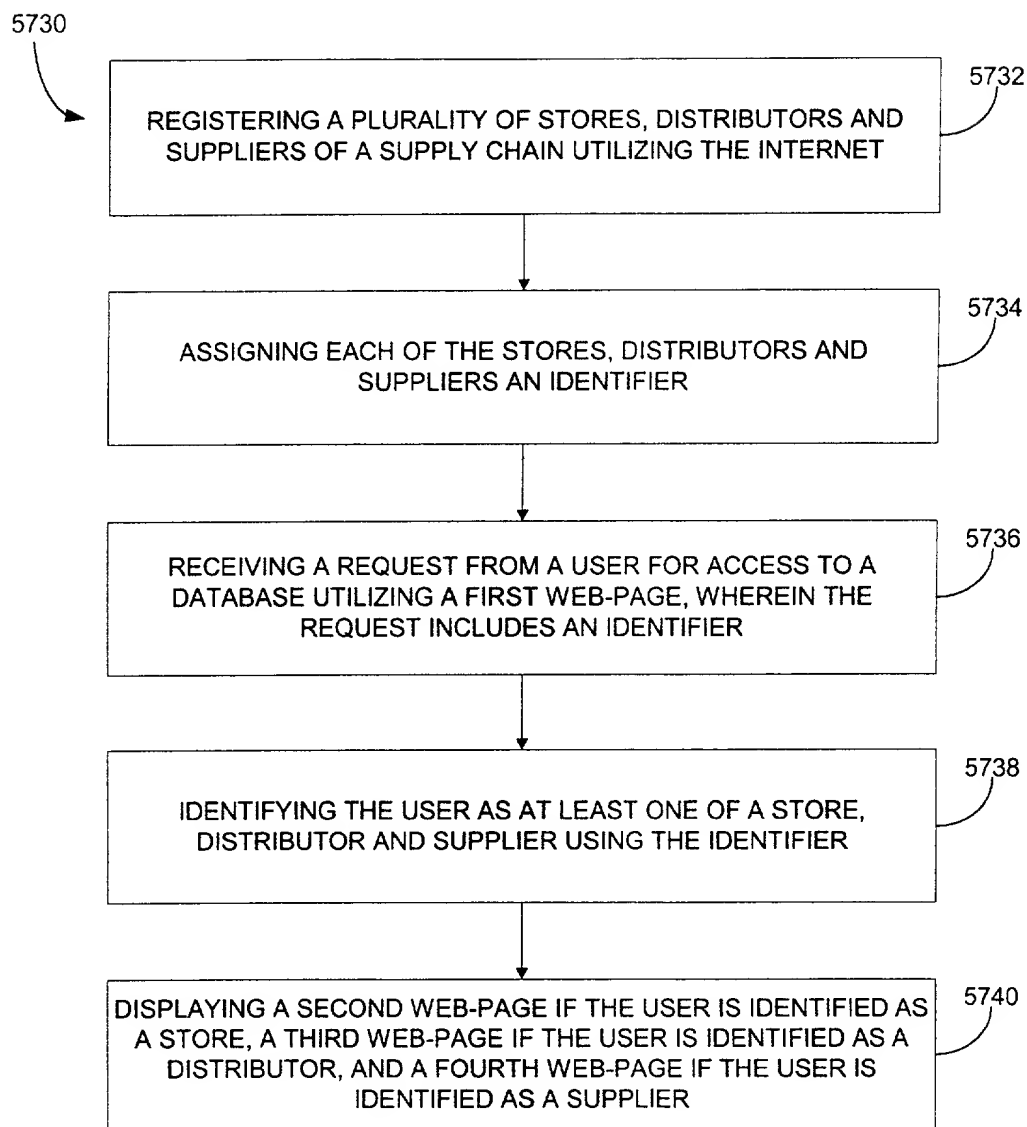 5730
5732
REGISTERING A PLURALITY OF STORES, DISTRIBUTORS AND
SUPPLIERS OF A SUPPLY CHAIN UTILIZING THE INTERNET
5734
ASSIGNING EACH OF THE STORES, DISTRIBUTORS AND
SUPPLIERS AN IDENTIFIER
5736
RECEIVING A REQUEST FROM A USER FOR ACCESS TO A
DATABASE UTILIZING A FIRST WEB-PAGE, WHEREIN THE
REQUEST INCLUDES AN IDENTIFIER
5738
IDENTIFYING THE USER AS AT LEAST ONE OF A STORE,
DISTRIBUTOR AND SUPPLIER USING THE IDENTIFIER
5740
DISPLAYING A SECOND WEB-PAGE IF THE USER IS IDENTIFIED AS
A STORE, A THIRD WEB-PAGE IF THE USER IS IDENTIFIED AS A
DISTRIBUTOR, AND A FOURTH WEB-PAGE IF THE USER IS
IDENTIFIED AS A SUPPLIER